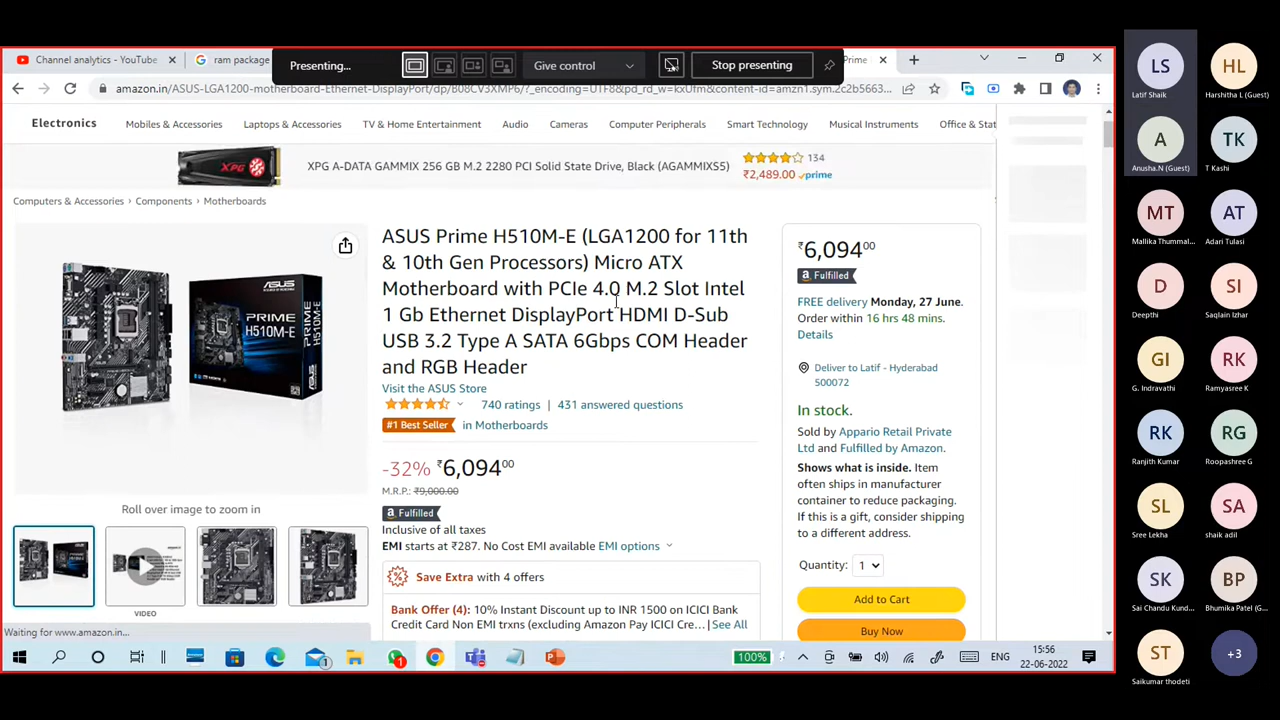 Channel analytics - YouTube
ram package
Presenting...
Give control
Stop presenting
Prime
amazon.in/ASUS-LGA1200-motherboard-Ethernet-DisplayPort/dp/B08CV3XMP6/?_encoding=UTF8&pd_rd_w=kxUfm&content-id=amzn1.sym.2c2b5663...
Electronics
Mobiles & Accessories
Laptops & Accessories
TV & Home Entertainment
Audio
Cameras
Computer Peripherals
Smart Technology
Musical Instruments
Office & Stat
XPG
XPG A-DATA GAMMIX 256 GB M.2 2280 PCI Solid State Drive, Black (AGAMMIXS5)
134
₹2,489.00 prime
Computers & Accessories › Components › Motherboards
ASUS
PRIME
H510M-E
PRIME
H510M-E
Roll over image to zoom in
VIDEO
ASUS Prime H510M-E (LGA1200 for 11th
& 10th Gen Processors) Micro ATX
Motherboard with PCIe 4.0 M.2 Slot Intel
1 Gb Ethernet DisplayPort HDMI D-Sub
USB 3.2 Type A SATA 6Gbps COM Header
and RGB Header
Visit the ASUS Store
740 ratings | 431 answered questions
#1 Best Seller in Motherboards
-32% ₹6,094.00
M.R.P.: ₹9,000.00
a Fulfilled
Inclusive of all taxes
EMI starts at ₹287. No Cost EMI available EMI options
Save Extra with 4 offers
Bank Offer (4): 10% Instant Discount up to INR 1500 on ICICI Bank
Credit Card Non EMI trxns (excluding Amazon Pay ICICI Cre... | See All
₹6,094.00
a Fulfilled
FREE delivery Monday, 27 June.
Order within 16 hrs 48 mins.
Details
Deliver to Latif - Hyderabad
500072
In stock.
Sold by Appario Retail Private
Ltd and Fulfilled by Amazon.
Shows what is inside. Item
often ships in manufacturer
container to reduce packaging.
If this is a gift, consider shipping
to a different address.
Quantity: 1
Add to Cart
Buy Now
Waiting for www.amazon.in...
1
1
100%
ENG
15:56
22-06-2022
LS
Latif Shaik
HL
Harshitha L (Guest)
A
Anusha.N (Guest)
TK
T Kashi
MT
Mallika Thummal...
AT
Adari Tulasi
D
Deepthi
SI
Saqlain Izhar
GI
G. Indravathi
RK
Ramyasree K
RK
Ranjith Kumar
RG
Roopashree G
SL
Sree Lekha
SA
shaik adil
SK
Sai Chandu Kund...
BP
Bhumika Patel (G...
ST
Saikumar thodeti
+3